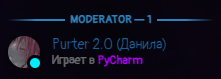 MODERATOR — 1
Purter 2.0 (Данила)
Играет в PyCharm